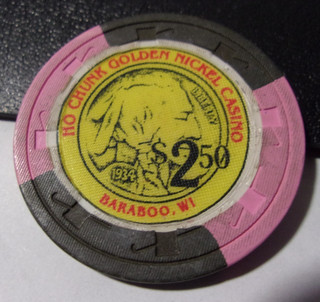 HO CHUNK GOLDEN NICKEL CASINO
LIBERTY
$2.50
1934
BARABOO, WI